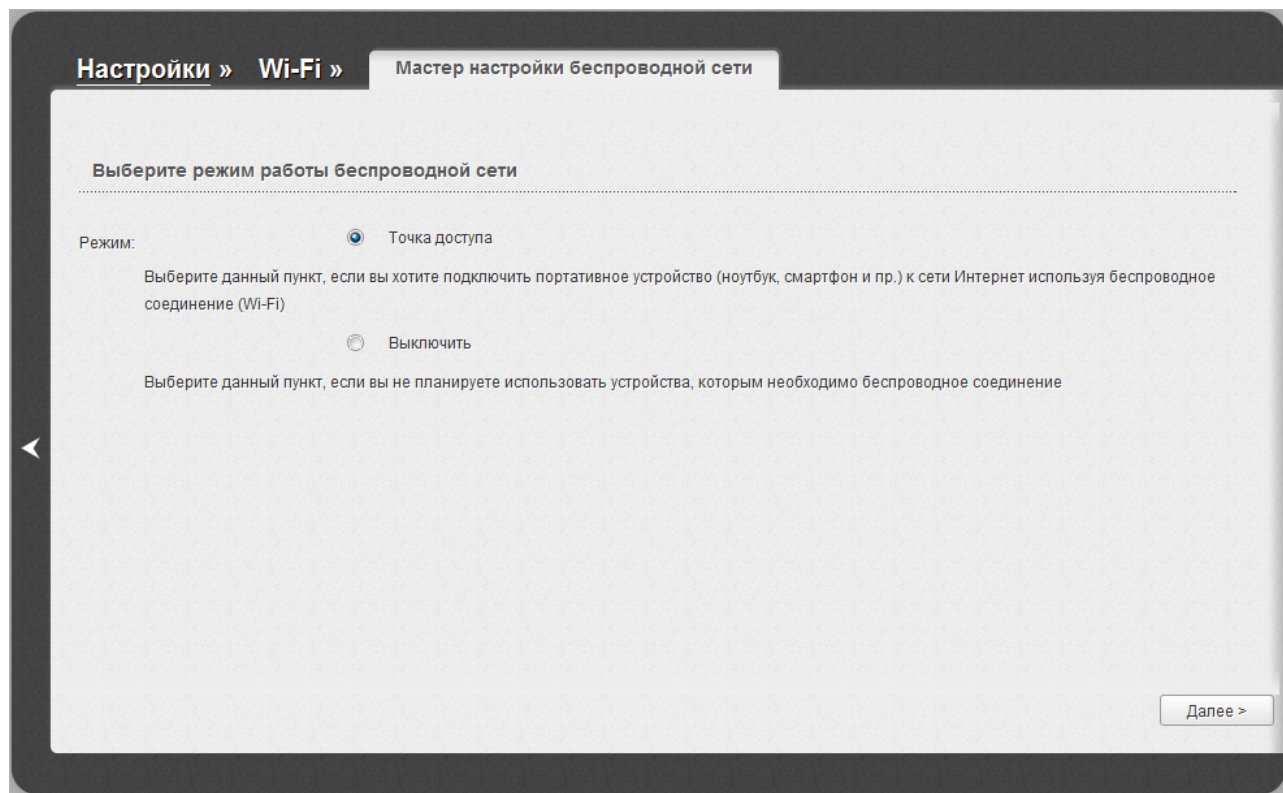 Настройки » Wi-Fi » Мастер настройки беспроводной сети
Выберите режим работы беспроводной сети
Режим: Точка доступа
Выберите данный пункт, если вы хотите подключить портативное устройство (ноутбук, смартфон и пр.) к сети Интернет используя беспроводное
соединение (Wi-Fi)
Выключить
Выберите данный пункт, если вы не планируете использовать устройства, которым необходимо беспроводное соединение
Далее >